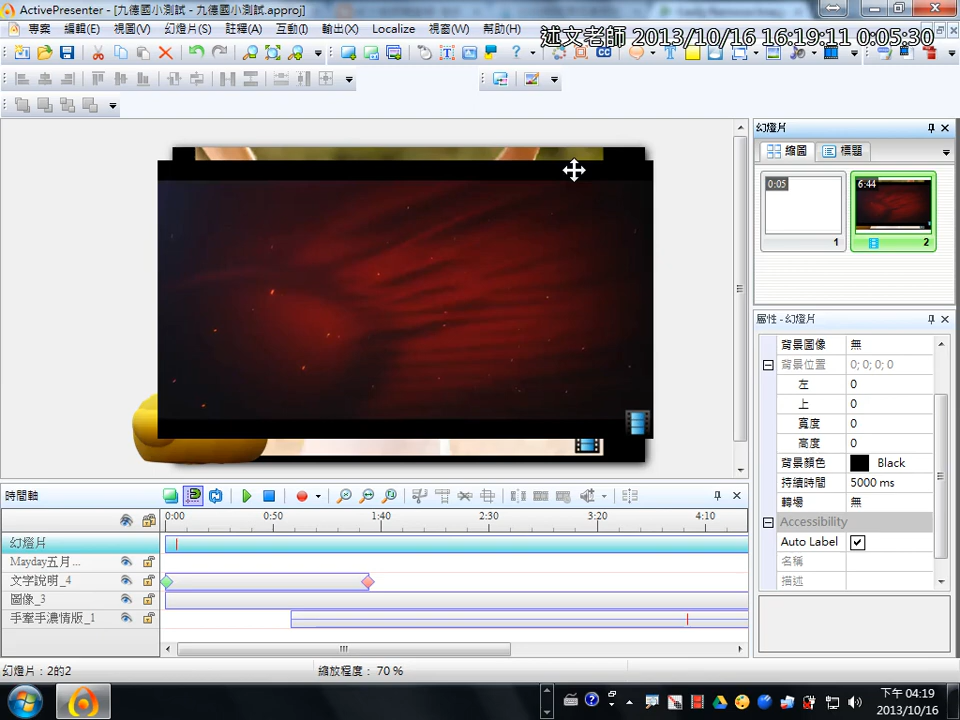 ActivePresenter - [九德國小測試 - 九德國小測試.approj]
專案 編輯(E) 檢視(V) 幻燈片(S) 註釋(A) 互動(I) 輸出(X) Localize 視窗(W) 幫助(H)
述文老師 2013/10/16 16:19:11 0:05:30
幻燈片
縮圖 標題
0:05
6:44
1
2
屬性 - 幻燈片
背景圖像 無
背景位置 0; 0; 0; 0
左 0
上 0
寬度 0
高度 0
背景顏色 Black
持續時間 5000 ms
轉場 無
Accessibility
Auto Label
名稱
描述
時間軸
0:00 0:50 1:40 2:30 3:20 4:10
幻燈片
Mayday五月...
文字說明_4
圖像_3
手牽手濃情版_1
幻燈片：2的2
縮放程度： 70 %
下午 04:19
2013/10/16